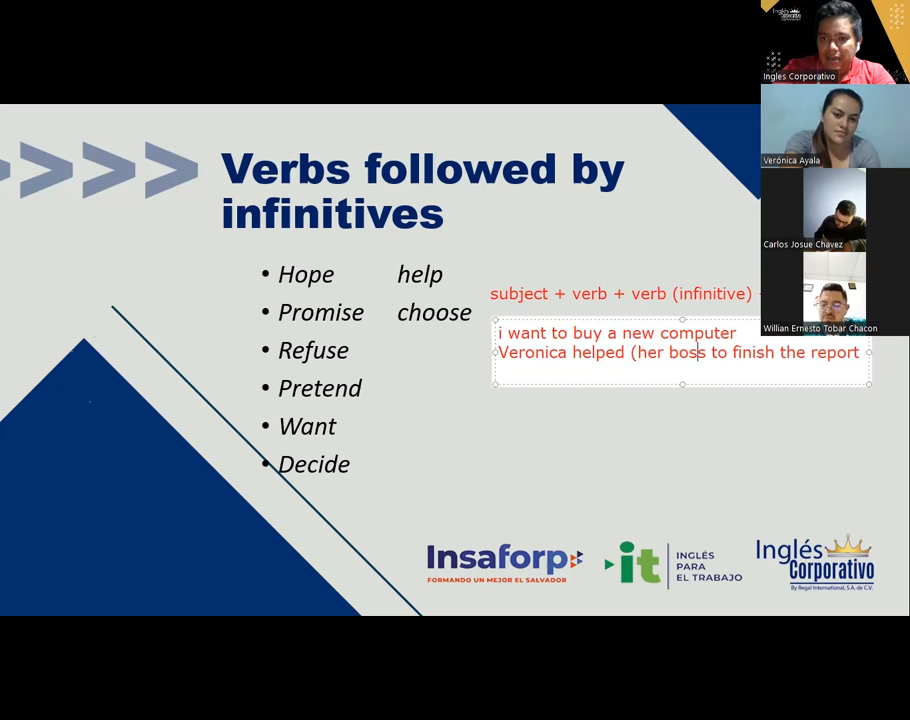 Verbs followed by
infinitives
• Hope help
• Promise choose
• Refuse
• Pretend
• Want
• Decide
subject + verb + verb (infinitive)
i want to buy a new computer
Veronica helped (her boss to finish the report
Insaforp
FORMANDO UN MEJOR EL SALVADOR
it
INGLÉS
PARA
EL TRABAJO
Inglés
Corporativo
By Regal International, S.A. de C.V.
Ingles Corporativo
Verónica Ayala
Carlos Josue Chavez
Willian Ernesto Tobar Chacon